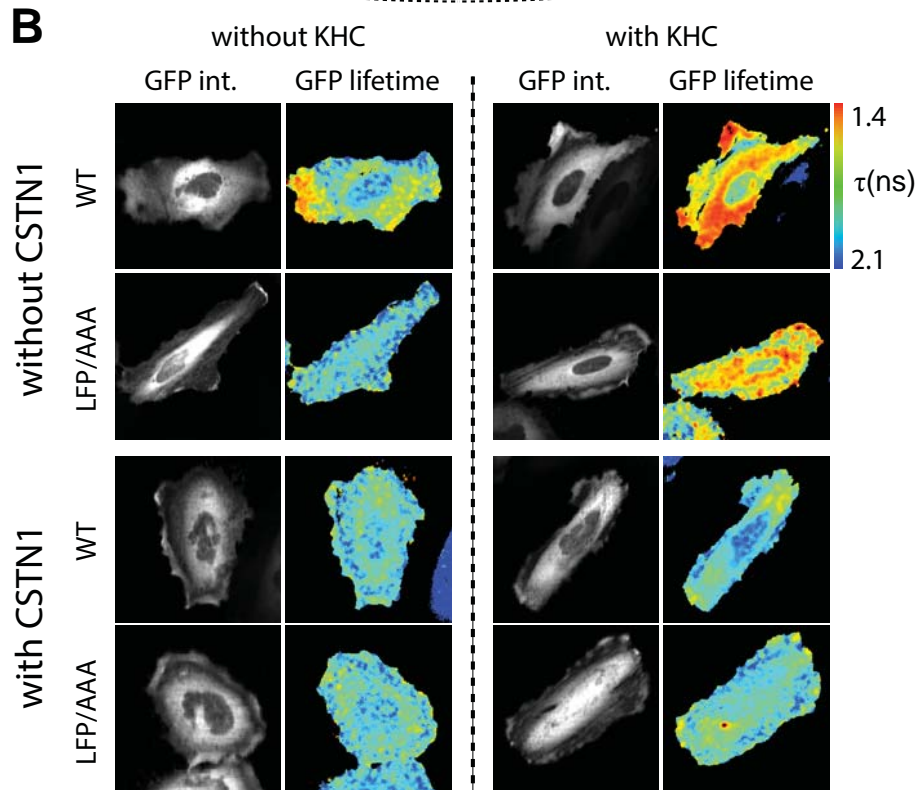 B
without KHC
with KHC
GFP int.
GFP lifetime
GFP int.
GFP lifetime
without CSTN1
WT
1.4
τ(ns)
2.1
LFP/AAA
with CSTN1
WT
LFP/AAA